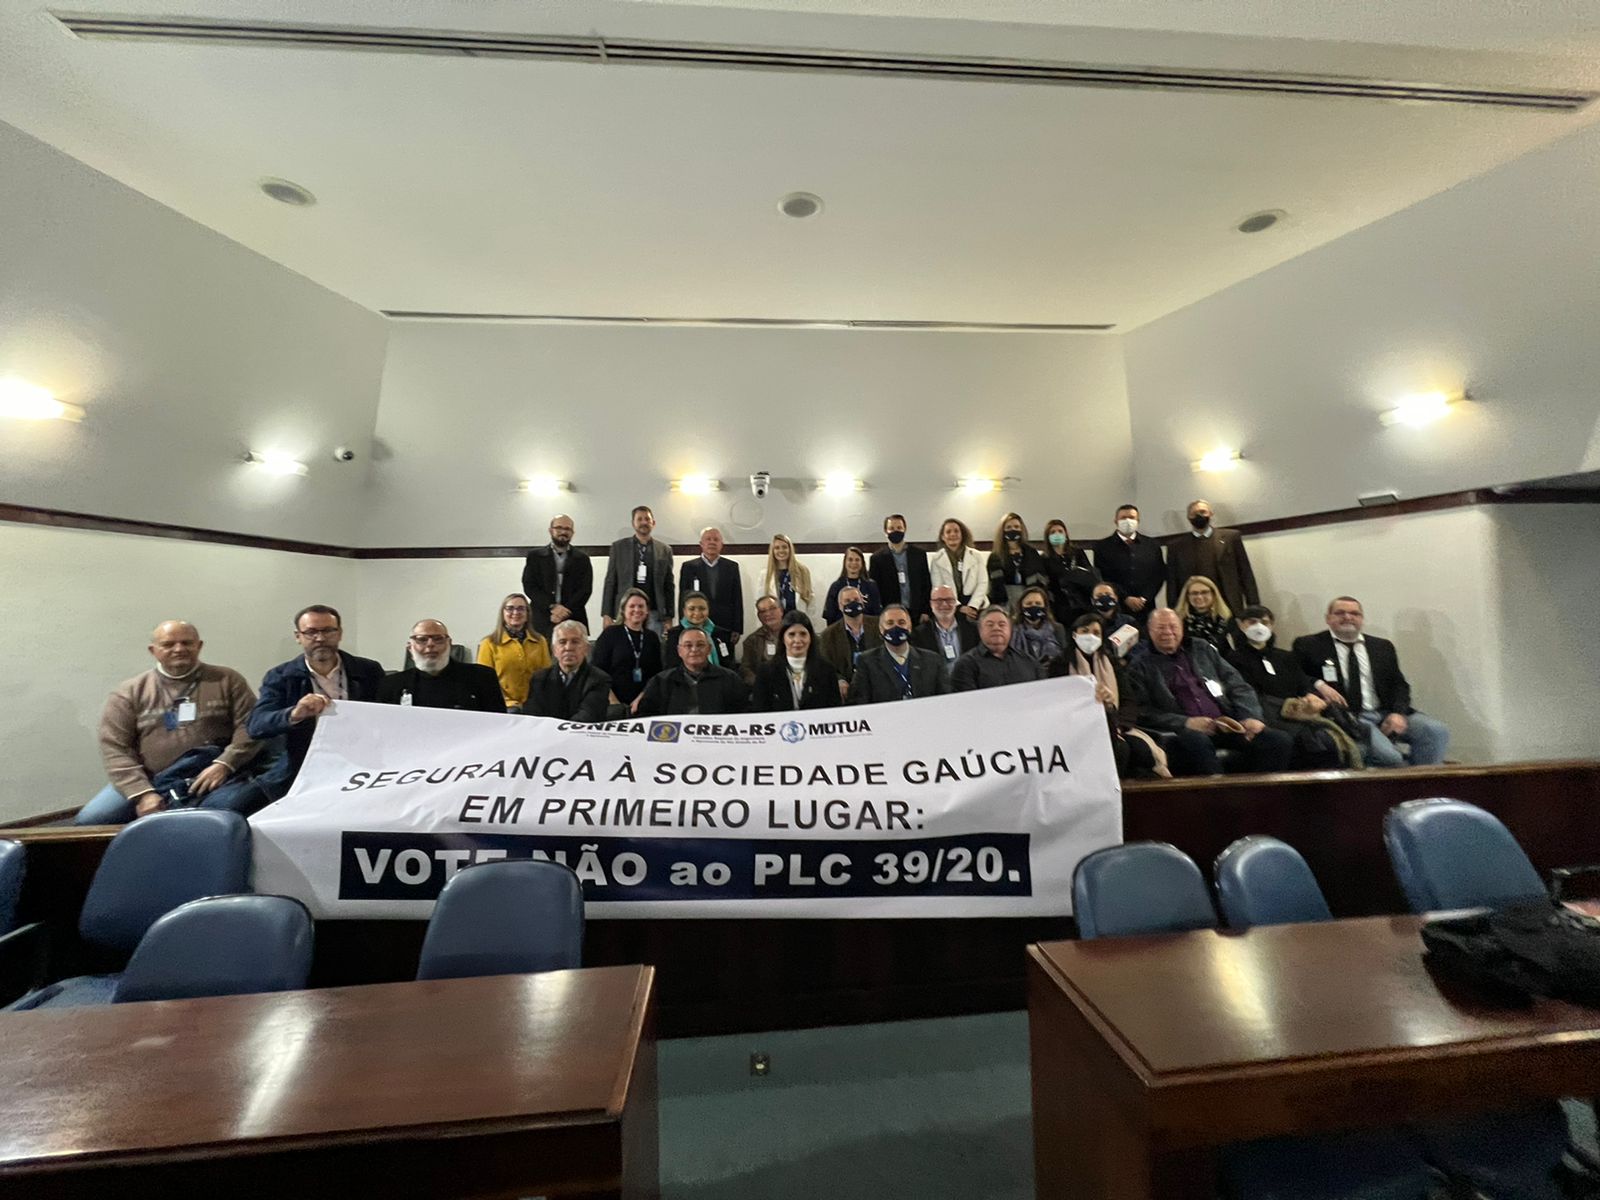 CONFEA CREA-RS MÚTUA
SEGURANÇA À SOCIEDADE GAÚCHA
EM PRIMEIRO LUGAR:
VOTE NÃO ao PLC 39/20.